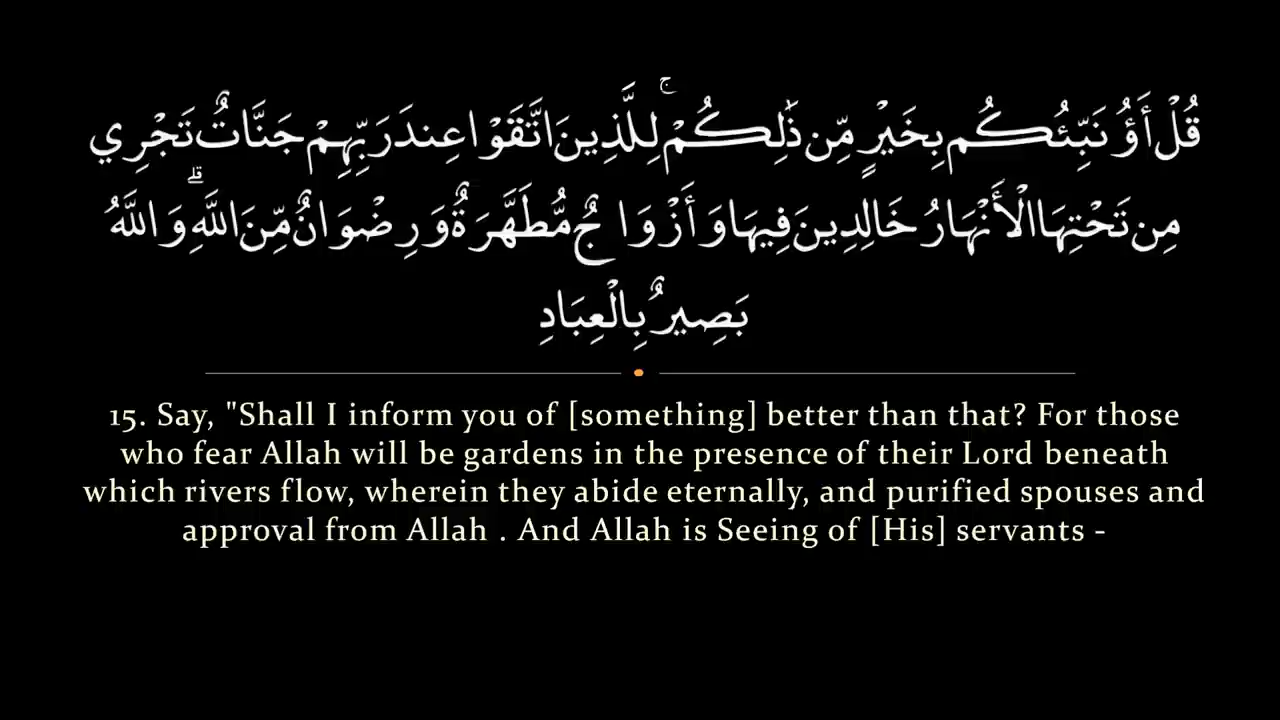 قُلْ أَؤُنَبِّئُكُم بِخَيْرٍ مِّن ذَٰلِكُمْ ۚ لِلَّذِينَ اتَّقَوْا عِندَ رَبِّهِمْ جَنَّاتٌ تَجْرِي
مِن تَحْتِهَا الْأَنْهَارُ خَالِدِينَ فِيهَا وَأَزْوَاجٌ مُّطَهَّرَةٌ وَرِضْوَانٌ مِّنَ اللَّهِ ۗ وَاللَّهُ
بَصِيرٌ بِالْعِبَادِ
15. Say, "Shall I inform you of [something] better than that? For those
who fear Allah will be gardens in the presence of their Lord beneath
which rivers flow, wherein they abide eternally, and purified spouses and
approval from Allah . And Allah is Seeing of [His] servants -